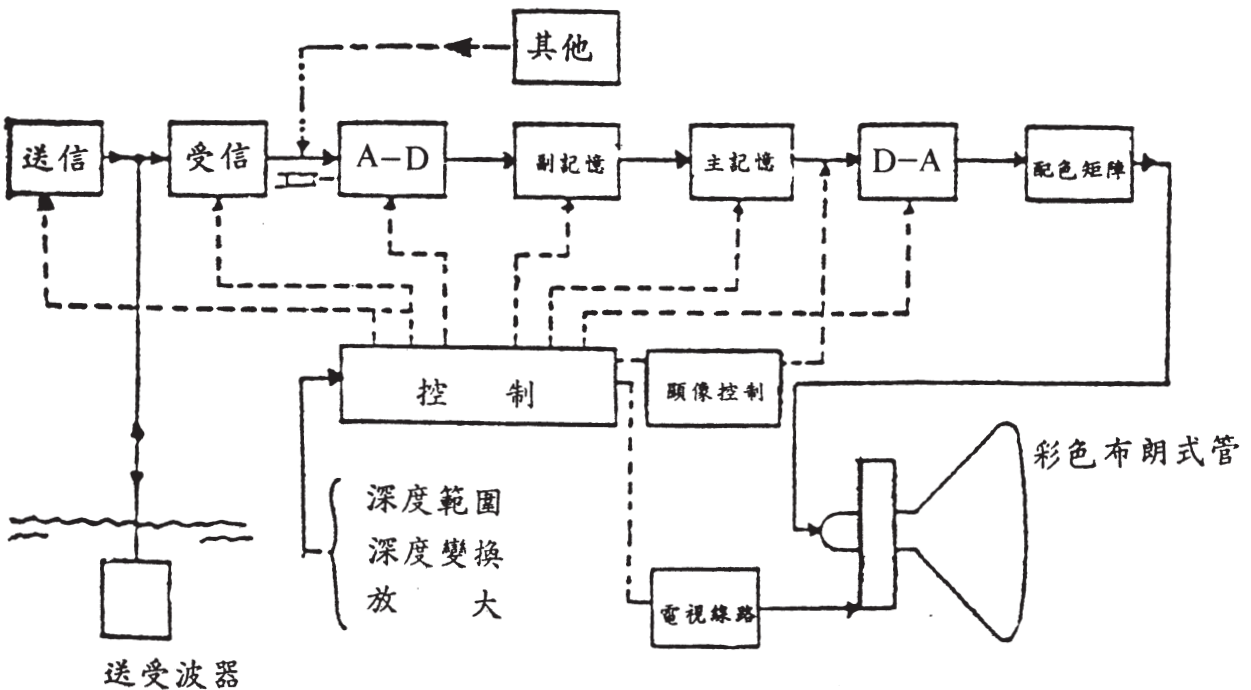 其他
送信
受信
A-D
副記憶
主記憶
D-A
配色矩陣
控 制
顯像控制
彩色布朗式管
深度範圍
深度變換
放 大
電視線路
送受波器